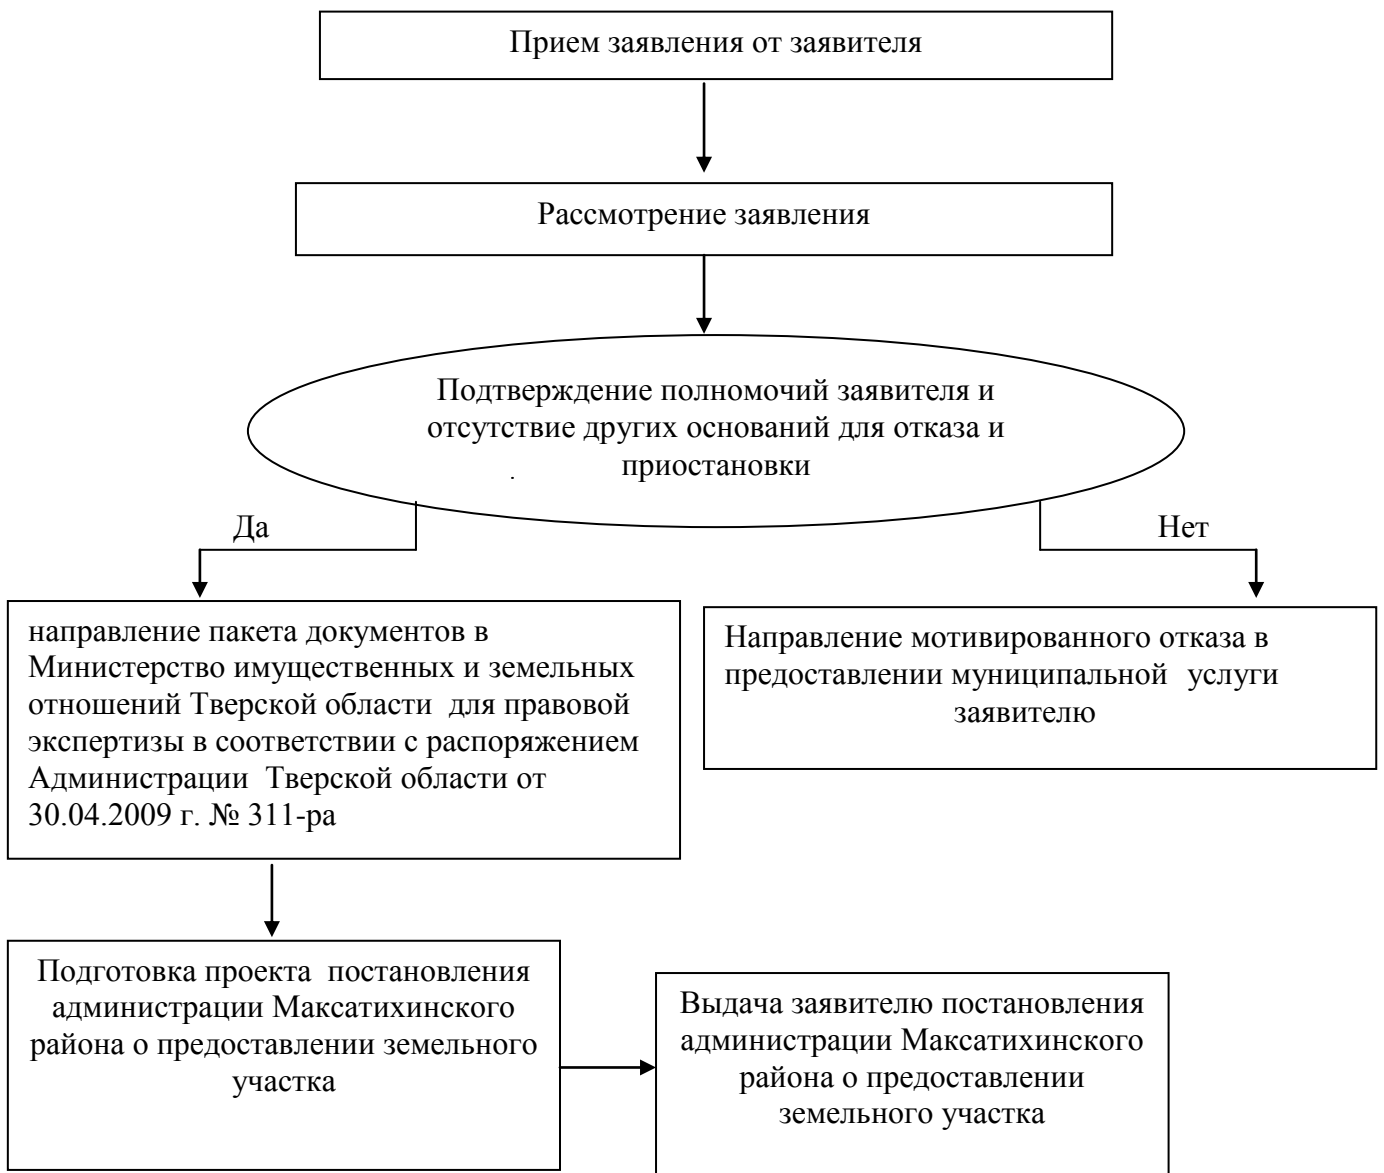 Прием заявления от заявителя
Рассмотрение заявления
Подтверждение полномочий заявителя и
отсутствие других оснований для отказа и
приостановки
.
Да
Нет
направление пакета документов в
Министерство имущественных и земельных
отношений Тверской области для правовой
экспертизы в соответствии с распоряжением
Администрации Тверской области от
30.04.2009 г. № 311-ра
Направление мотивированного отказа в
предоставлении муниципальной услуги
заявителю
Подготовка проекта постановления
администрации Максатихинского
района о предоставлении земельного
участка
Выдача заявителю постановления
администрации Максатихинского
района о предоставлении
земельного участка